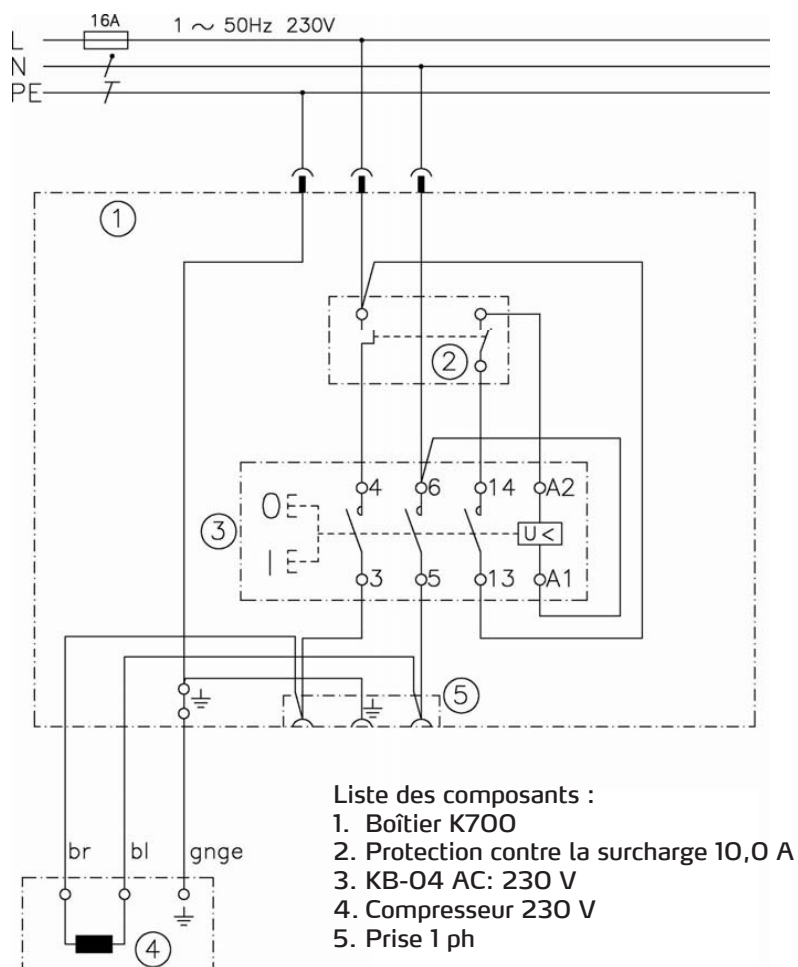 16A 1 ~ 50Hz 230V
L
N
PE
1
2
4 6 14 A2
3 O
U<
I
3 5 13 A1
5
br bl gnge
4
Liste des composants :
1. Boîtier K700
2. Protection contre la surcharge 10,0 A
3. KB-04 AC: 230 V
4. Compresseur 230 V
5. Prise 1 ph